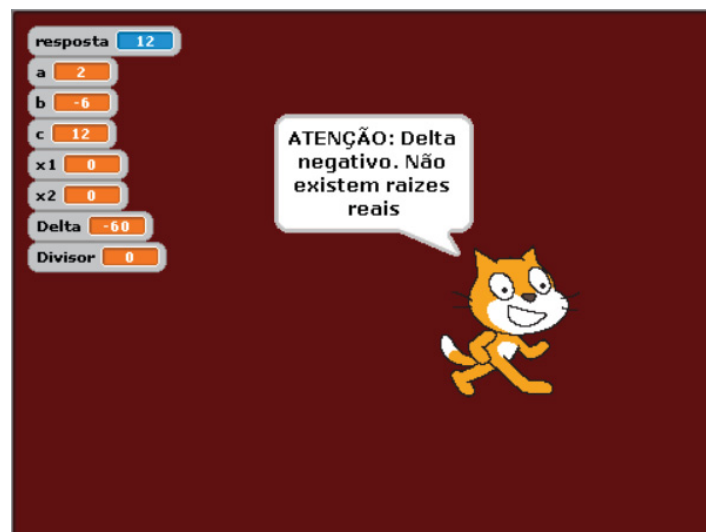 resposta 12
a 2
b -6
c 12
x1 0
x2 0
Delta -60
Divisor 0
ATENÇÃO: Delta
negativo. Não
existem raizes
reais